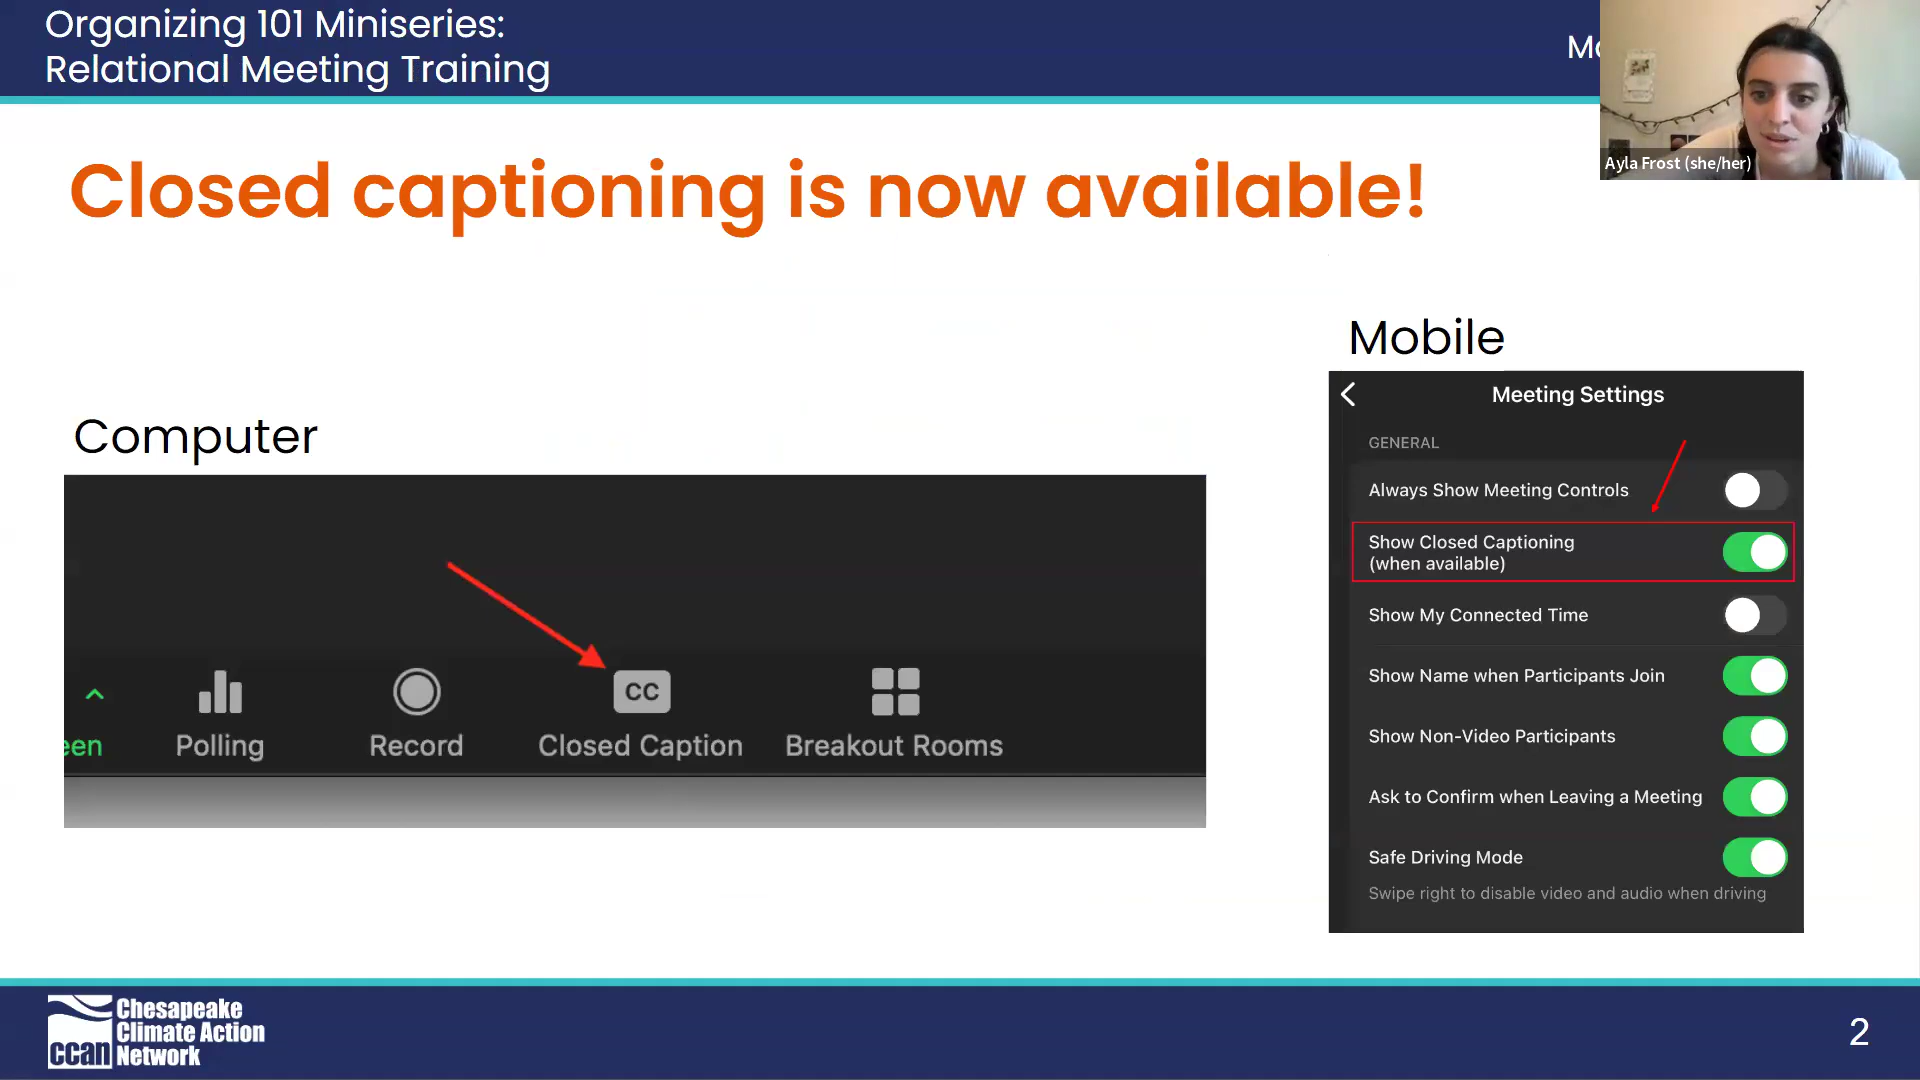 Organizing 101 Miniseries:
Relational Meeting Training
Ayla Frost (she/her)
Closed captioning is now available!
Computer
Polling
Record
CC
Closed Caption
Breakout Rooms
Mobile
Meeting Settings
GENERAL
Always Show Meeting Controls
Show Closed Captioning
(when available)
Show My Connected Time
Show Name when Participants Join
Show Non-Video Participants
Ask to Confirm when Leaving a Meeting
Safe Driving Mode
Swipe right to disable video and audio when driving
ccan
Chesapeake
Climate Action
Network
2